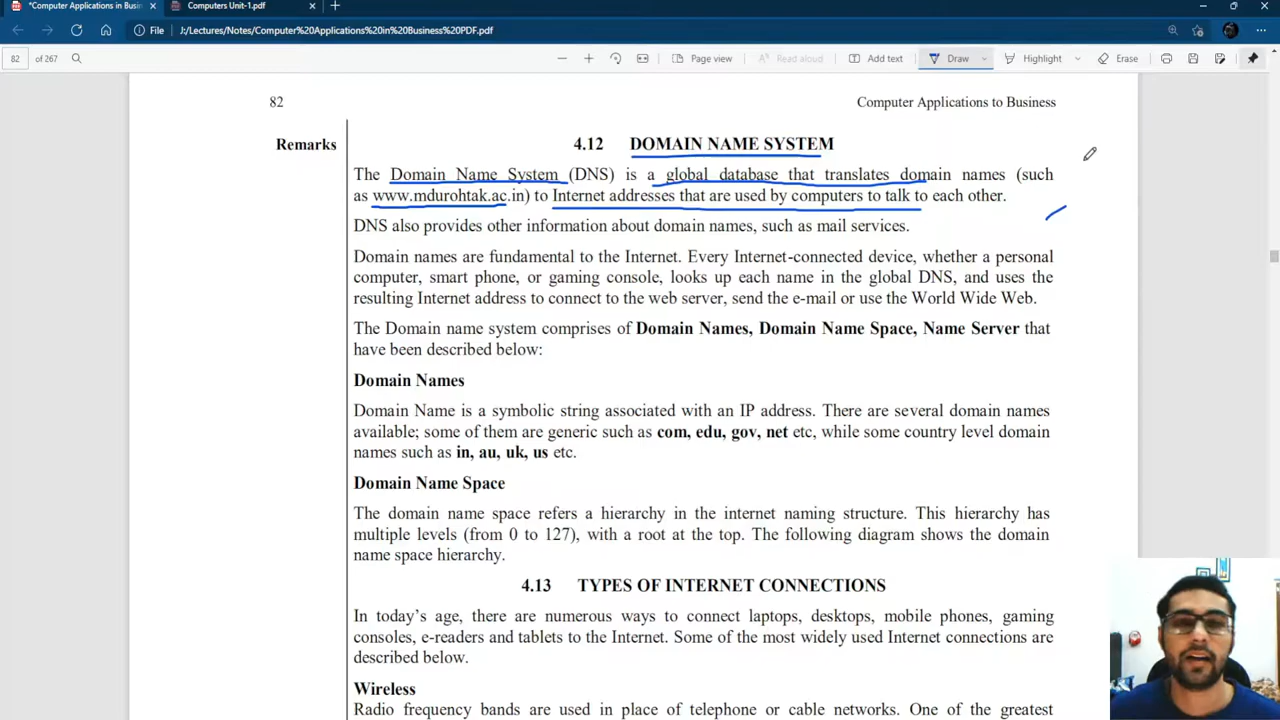 *Computer Applications in Busin
Computers Unit-1.pdf
File
J:/Lectures/Notes/Computer%20Applications%20in%20Business%20PDF.pdf
82 of 267
Page view
Read aloud
Add text
Draw
Highlight
Erase
82 Computer Applications to Business
Remarks
4.12 DOMAIN NAME SYSTEM
The Domain Name System (DNS) is a global database that translates domain names (such
as www.mdurohtak.ac.in) to Internet addresses that are used by computers to talk to each other.
DNS also provides other information about domain names, such as mail services.
Domain names are fundamental to the Internet. Every Internet-connected device, whether a personal
computer, smart phone, or gaming console, looks up each name in the global DNS, and uses the
resulting Internet address to connect to the web server, send the e-mail or use the World Wide Web.
The Domain name system comprises of Domain Names, Domain Name Space, Name Server that
have been described below:
Domain Names
Domain Name is a symbolic string associated with an IP address. There are several domain names
available; some of them are generic such as com, edu, gov, net etc, while some country level domain
names such as in, au, uk, us etc.
Domain Name Space
The domain name space refers a hierarchy in the internet naming structure. This hierarchy has
multiple levels (from 0 to 127), with a root at the top. The following diagram shows the domain
name space hierarchy.
4.13 TYPES OF INTERNET CONNECTIONS
In today's age, there are numerous ways to connect laptops, desktops, mobile phones, gaming
consoles, e-readers and tablets to the Internet. Some of the most widely used Internet connections are
described below.
Wireless
Radio frequency bands are used in place of telephone or cable networks. One of the greatest